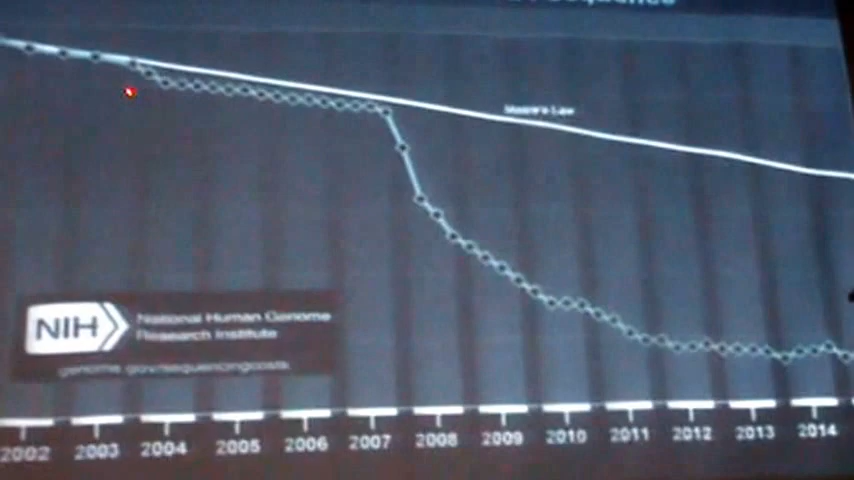 Moore's Law
NIH
National Human Genome
Research Institute
genome.gov/sequencingcosts
2002 2003 2004 2005 2006 2007 2008 2009 2010 2011 2012 2013 2014